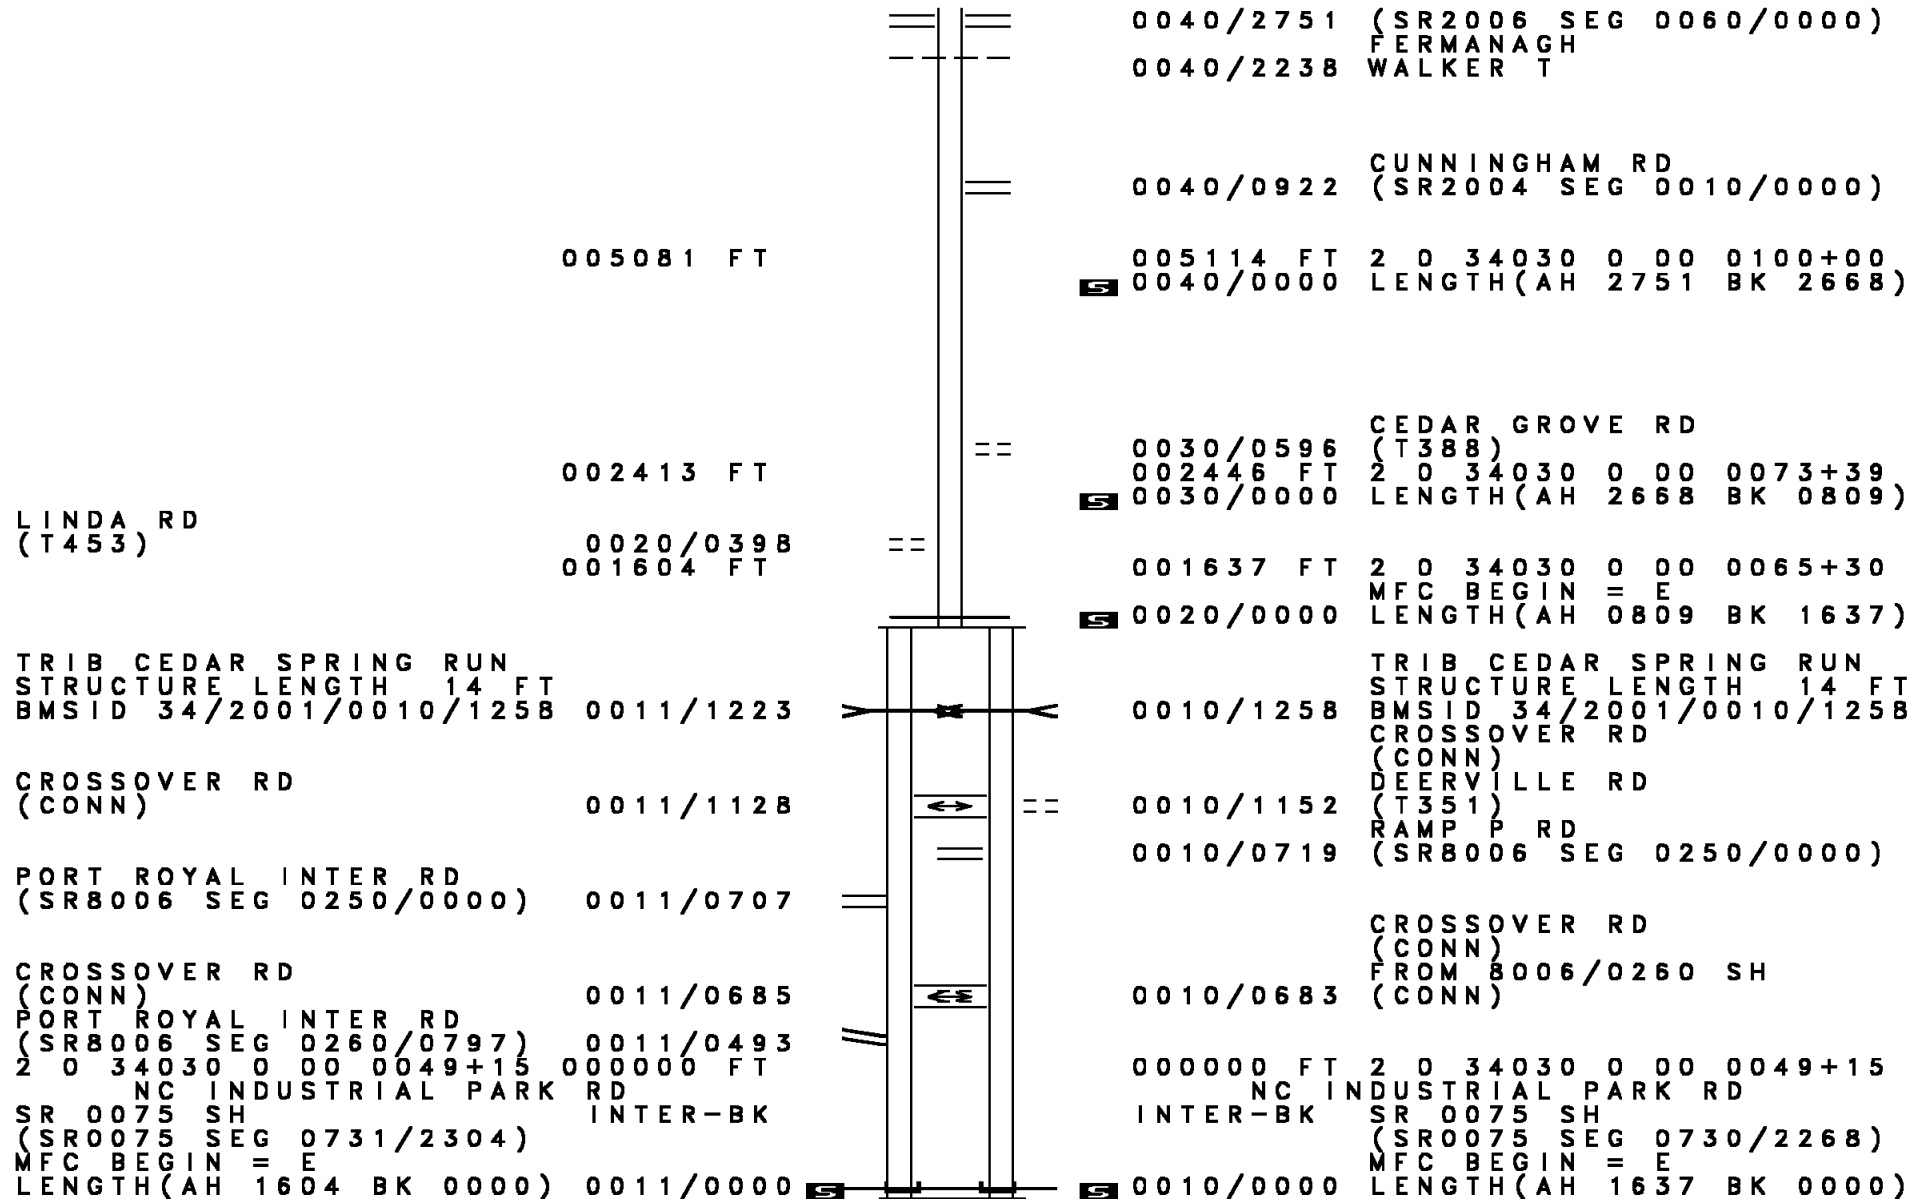 0040/2751 (SR2006 SEG 0060/0000)
FERMANAGH
0040/2238 WALKER T
CUNNINGHAM RD
0040/0922 (SR2004 SEG 0010/0000)
005081 FT 005114 FT 2 0 34030 0 00 0100+00
S 0040/0000 LENGTH(AH 2751 BK 2668)
CEDAR GROVE RD
0030/0596 (T388)
002413 FT 002446 FT 2 0 34030 0 00 0073+39
S 0030/0000 LENGTH(AH 2668 BK 0809)
LINDA RD
(T453) 0020/0398
001604 FT 001637 FT 2 0 34030 0 00 0065+30
MFC BEGIN = E
S 0020/0000 LENGTH(AH 0809 BK 1637)
TRIB CEDAR SPRING RUN TRIB CEDAR SPRING RUN
STRUCTURE LENGTH 14 FT STRUCTURE LENGTH 14 FT
BMSID 34/2001/0010/1258 0011/1223 0010/1258 BMSID 34/2001/0010/1258
CROSSOVER RD
(CONN)
CROSSOVER RD DEERVILLE RD
(CONN) 0011/1128 0010/1152 (T351)
RAMP P RD
0010/0719 (SR8006 SEG 0250/0000)
PORT ROYAL INTER RD
(SR8006 SEG 0250/0000) 0011/0707
CROSSOVER RD
(CONN)
CROSSOVER RD FROM 8006/0260 SH
(CONN) 0011/0685 0010/0683 (CONN)
PORT ROYAL INTER RD
(SR8006 SEG 0260/0797) 0011/0493
2 0 34030 0 00 0049+15 000000 FT 000000 FT 2 0 34030 0 00 0049+15
NC INDUSTRIAL PARK RD NC INDUSTRIAL PARK RD
SR 0075 SH INTER-BK INTER-BK SR 0075 SH
(SR0075 SEG 0731/2304) (SR0075 SEG 0730/2268)
MFC BEGIN = E MFC BEGIN = E
LENGTH(AH 1604 BK 0000) 0011/0000 S S 0010/0000 LENGTH(AH 1637 BK 0000)